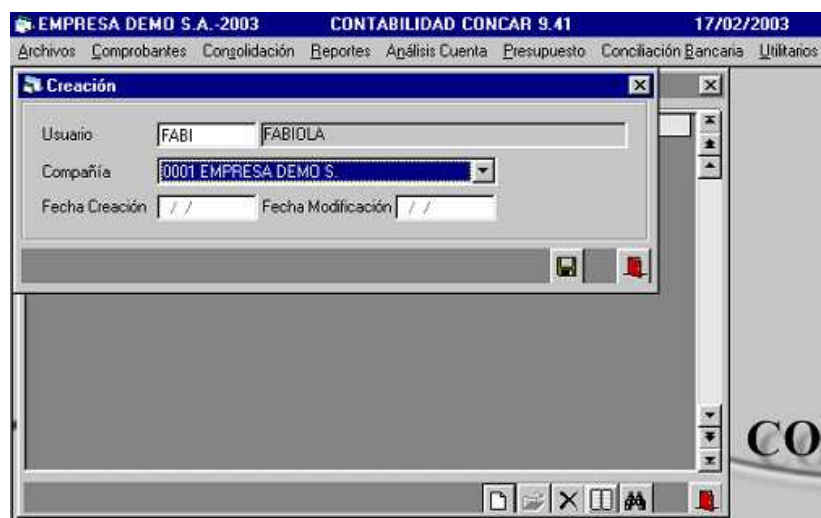 EMPRESA DEMO S.A.-2003 CONTABILIDAD CONCAR 9.41 17/02/2003
Archivos Comprobantes Consolidación Reportes Análisis Cuenta Presupuesto Conciliación Bancaria Utilitarios
Creación
Usuario FABI FABIOLA
Compañía 0001 EMPRESA DEMO S.
Fecha Creación / / Fecha Modificación / /
CO